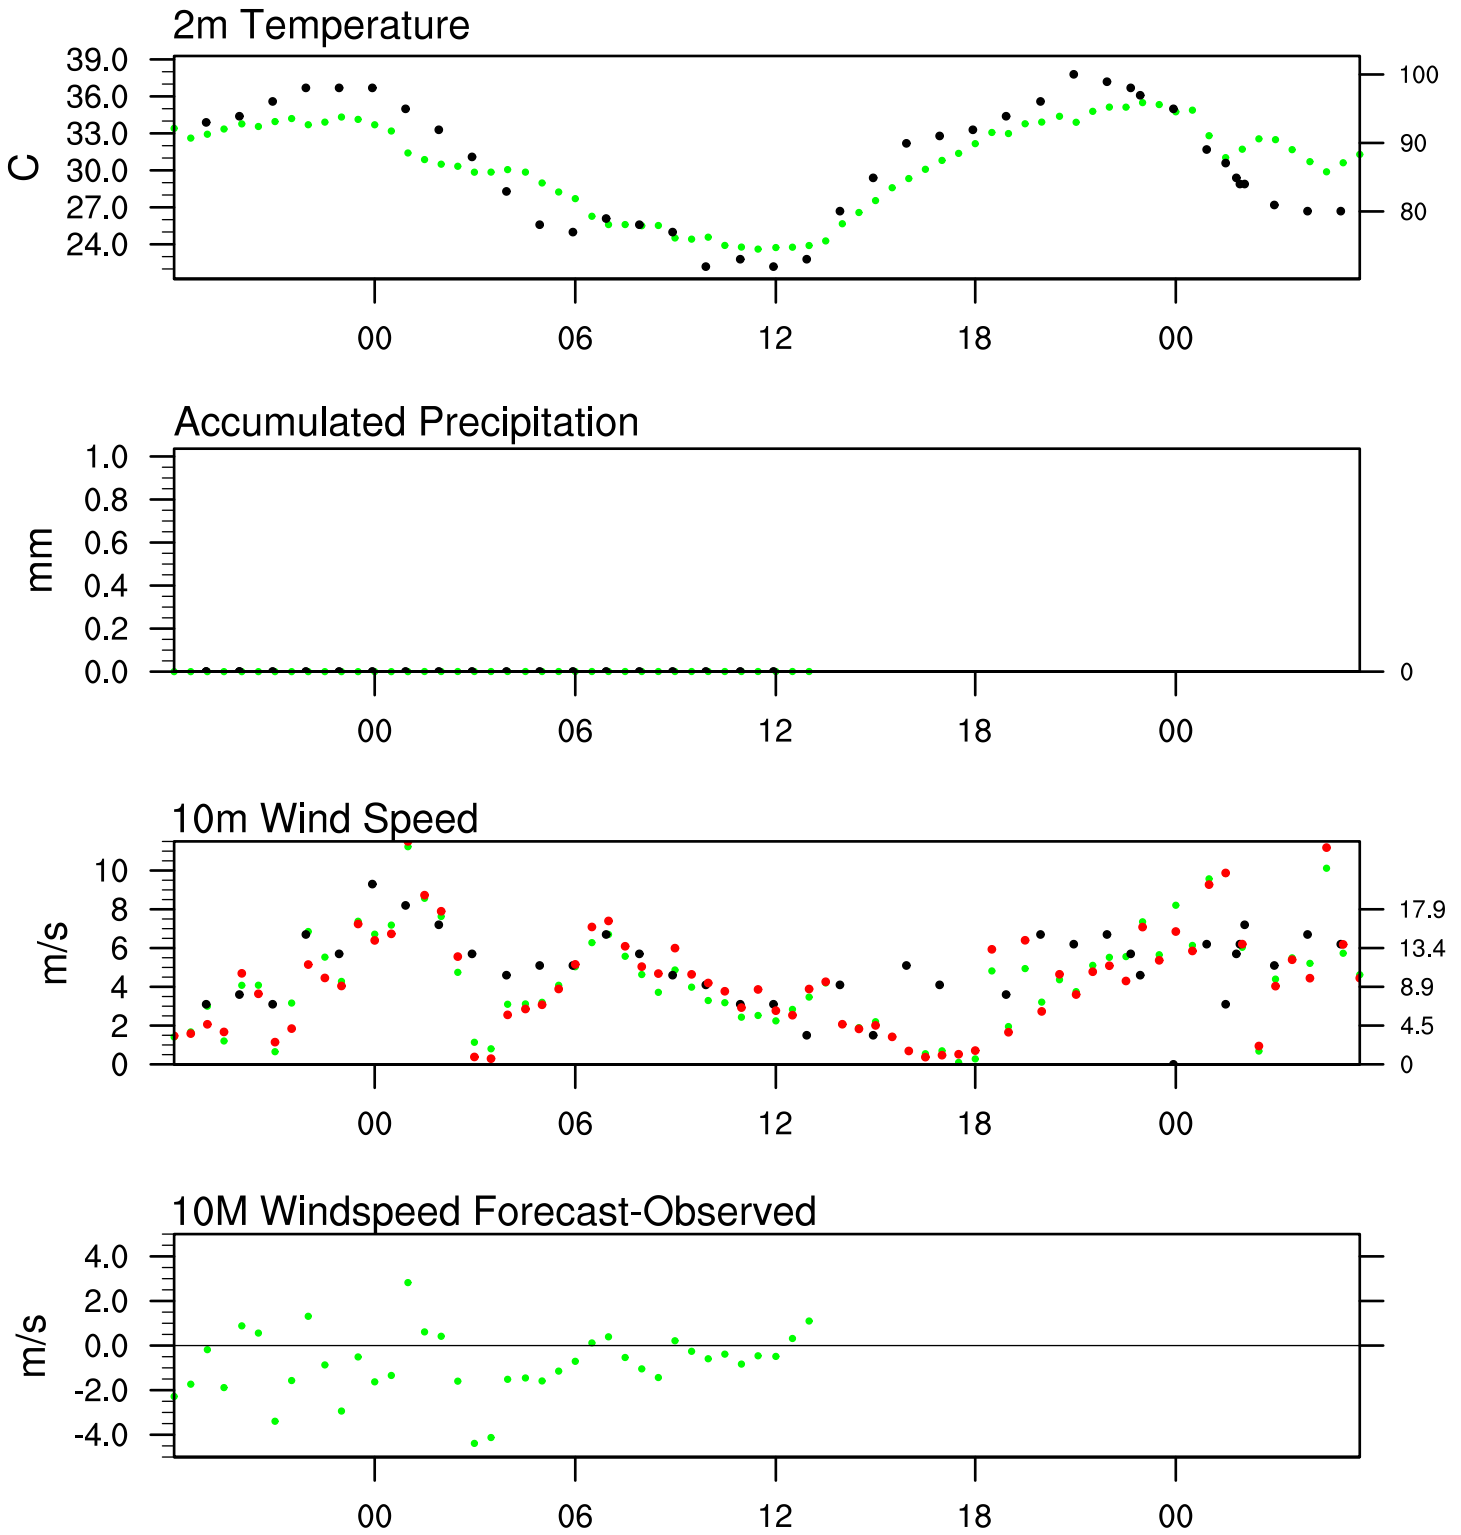 2m Temperature
39.0
36.0
33.0
30.0
27.0
24.0
C
100
90
80
00 06 12 18 00
Accumulated Precipitation
1.0
0.8
0.6
0.4
0.2
0.0
mm
0
00 06 12 18 00
10m Wind Speed
10
8
6
4
2
0
m/s
17.9
13.4
8.9
4.5
0
00 06 12 18 00
10M Windspeed Forecast-Observed
4.0
2.0
0.0
-2.0
-4.0
m/s
00 06 12 18 00